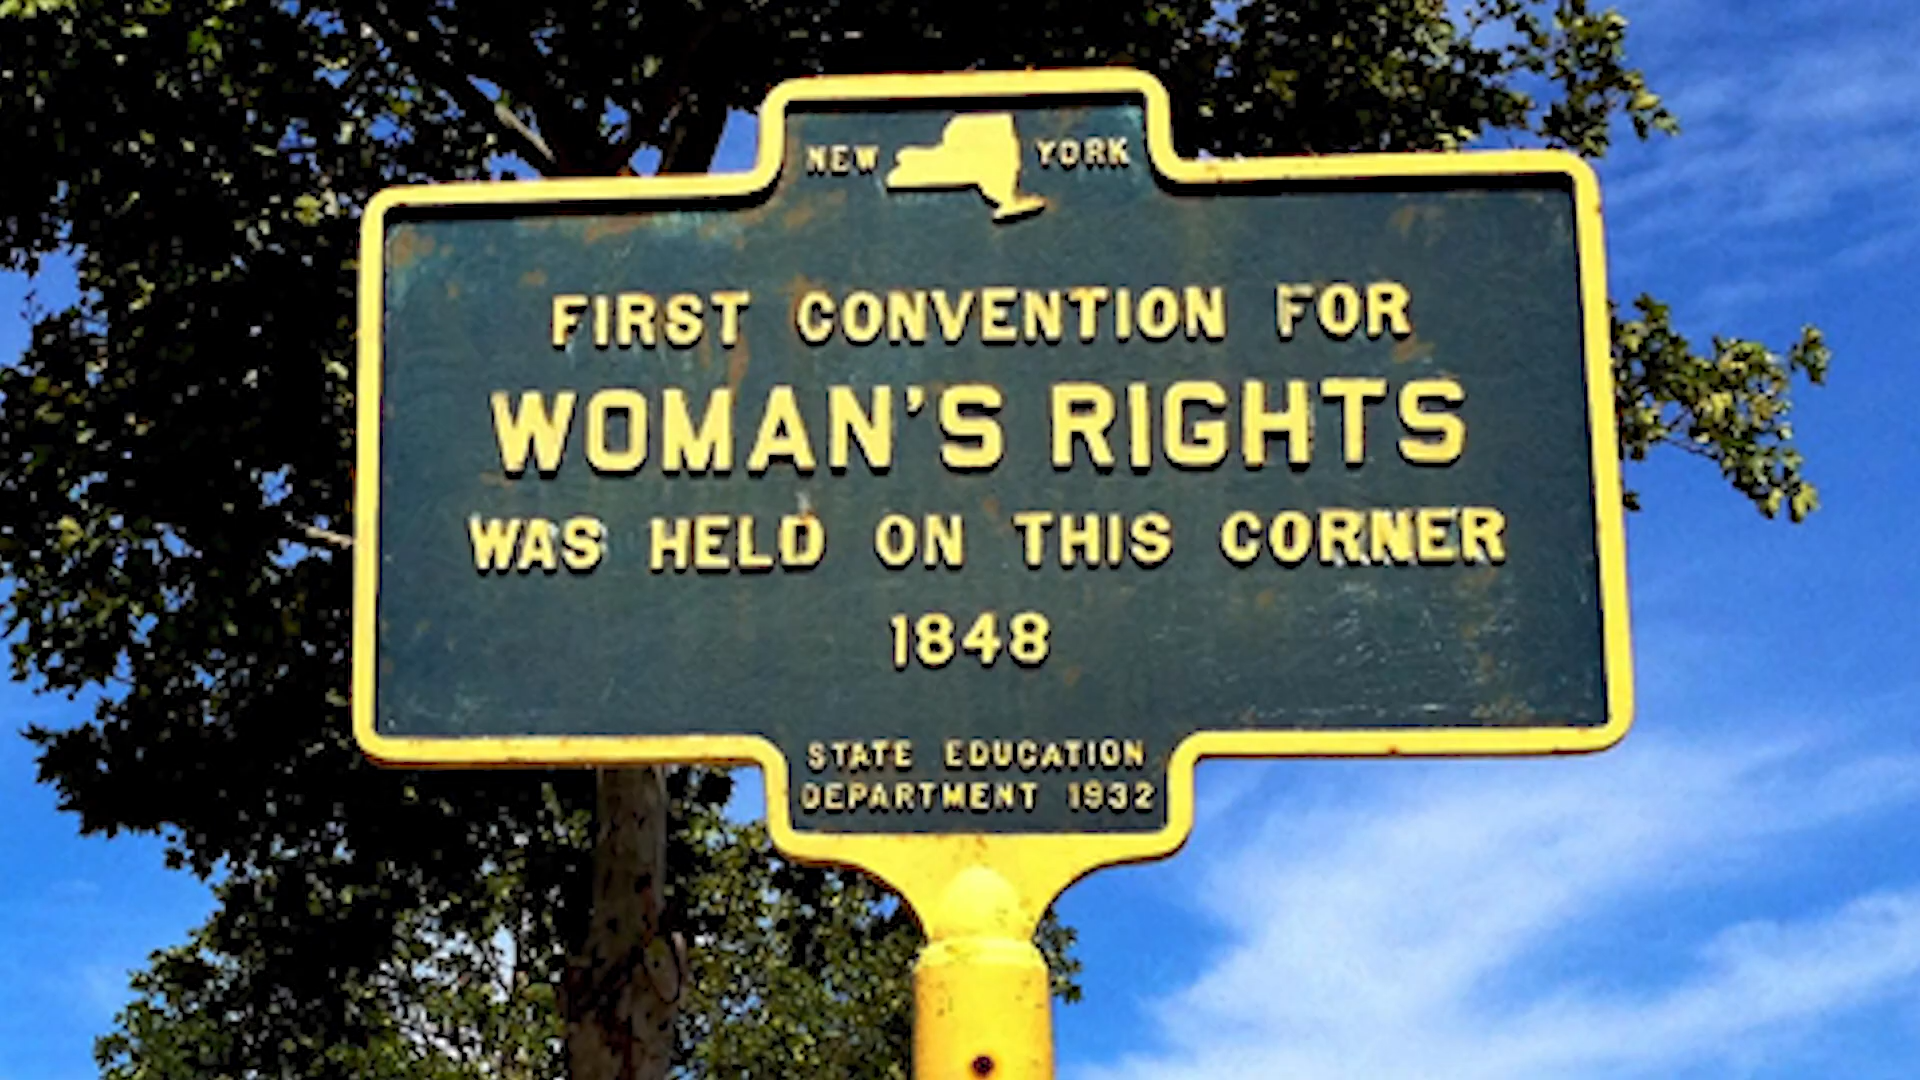 NEW YORK
FIRST CONVENTION FOR
WOMAN'S RIGHTS
WAS HELD ON THIS CORNER
1848
STATE EDUCATION
DEPARTMENT 1932